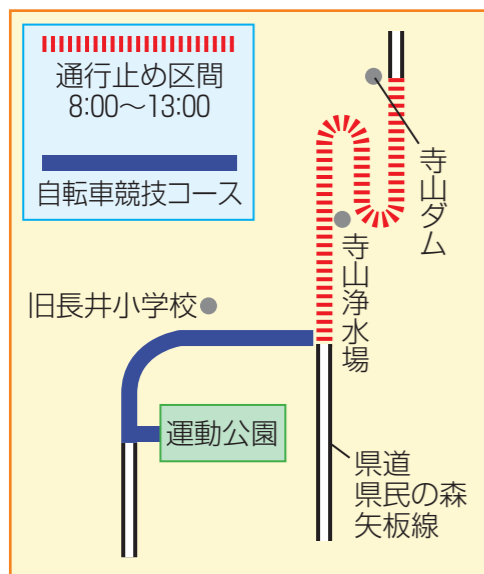 通行止め区間
8:00〜13:00
自転車競技コース
寺山ダム
寺山浄水場
旧長井小学校
運動公園
県道
県民の森
矢板線